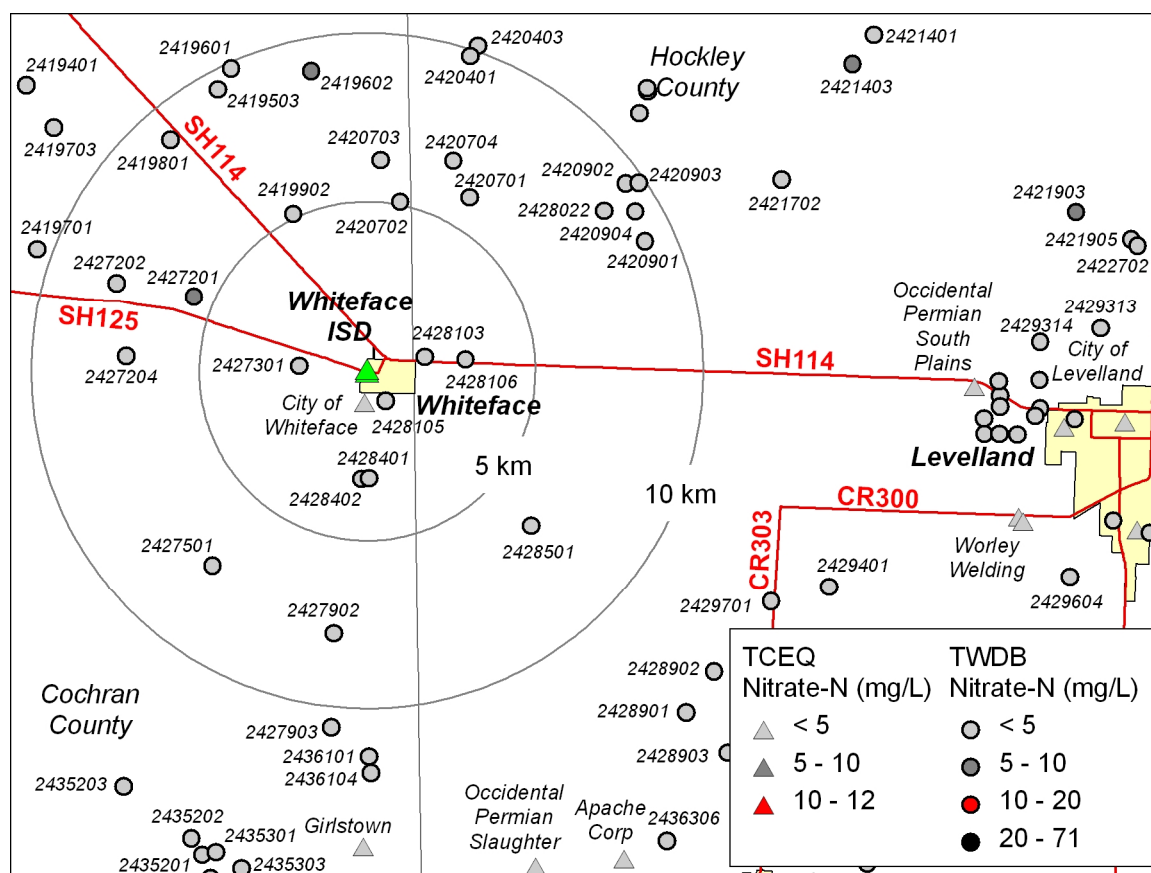 2420403
2421401
2419601
2419401
2419602
2420401
Hockley
County
2421403
2419503
SH114
2419703
2419801
2420703
2420704
2420902
2420903
2419902
2420701
2421702
2421903
2420702
2428022
2419701
2420904
2421905
2420901
2422702
2427202
2427201
Occidental
Permian
South
Plains
Whiteface
ISD
SH125
2428103
2429313
2429314
City of
Levelland
2427204
2427301
2428106
SH114
City of
Whiteface
Whiteface
2428105
Levelland
2428401
5 km
10 km
2428402
CR300
2428501
CR303
2427501
Worley
Welding
2429401
2429701
2429604
2427902
2428902
TCEQ
Nitrate-N (mg/L)
< 5
5 - 10
10 - 12
TWDB
Nitrate-N (mg/L)
< 5
5 - 10
10 - 20
20 - 71
Cochran
County
2428901
2427903
2436101
2428903
2436104
2435203
Occidental
Permian
Slaughter
Apache
Corp
2435202
2435301
Girlstown
2436306
2435201
2435303